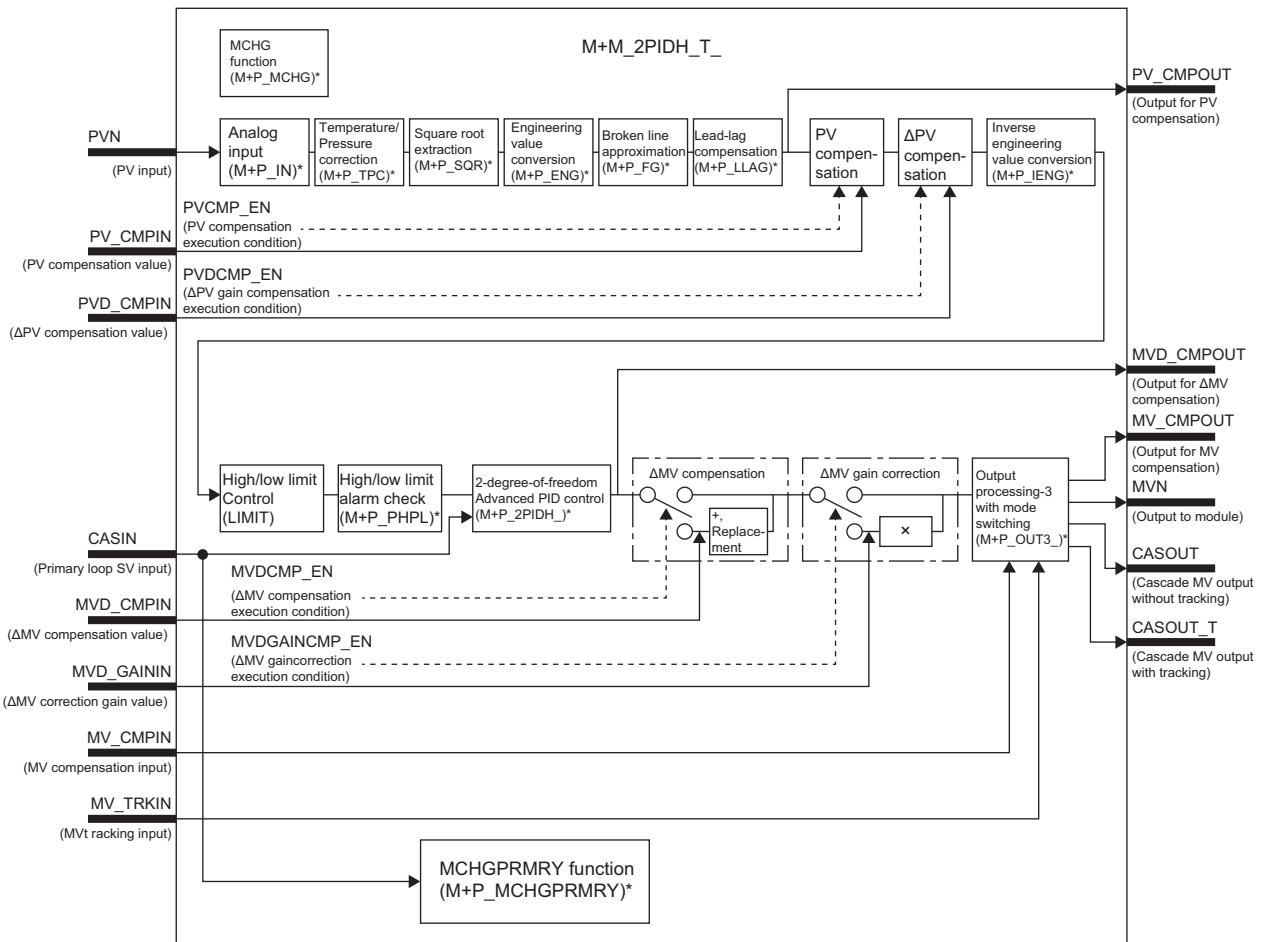 M+M_2PIDH_T_
MCHG
function
(M+P_MCHG)*
PV_CMPOUT
(Output for PV
compensation)
PVN
(PV input)
Analog
input
(M+P_IN)*
Temperature/
Pressure
correction
(M+P_TPC)*
Square root
extraction
(M+P_SQR)*
Engineering
value
conversion
(M+P_ENG)*
Broken line
approximation
(M+P_FG)*
Lead-lag
compensation
(M+P_LLAG)*
PV
compen-
sation
ΔPV
compen-
sation
Inverse
engineering
value conversion
(M+P_IENG)*
PVCMP_EN
(PV compensation
execution condition)
PV_CMPIN
(PV compensation value)
PVDCMP_EN
(ΔPV gain compensation
execution condition)
PVD_CMPIN
(ΔPV compensation value)
MVD_CMPOUT
(Output for ΔMV
compensation)
MV_CMPOUT
(Output for MV
compensation)
MVN
(Output to module)
CASOUT
(Cascade MV output
without tracking)
CASOUT_T
(Cascade MV output
with tracking)
High/low limit
Control
(LIMIT)
High/low limit
alarm check
(M+P_PHPL)*
2-degree-of-freedom
Advanced PID control
(M+P_2PIDH_)*
ΔMV compensation
+,
Replace-
ment
ΔMV gain correction
×
Output
processing-3
with mode
switching
(M+P_OUT3_)*
CASIN
(Primary loop SV input)
MVDCMP_EN
(ΔMV compensation
execution condition)
MVD_CMPIN
(ΔMV compensation value)
MVDGAINCMP_EN
(ΔMV gaincorrection
execution condition)
MVD_GAININ
(ΔMV correction gain value)
MV_CMPIN
(MV compensation input)
MV_TRKIN
(MVt racking input)
MCHGPRMRY function
(M+P_MCHGPRMRY)*